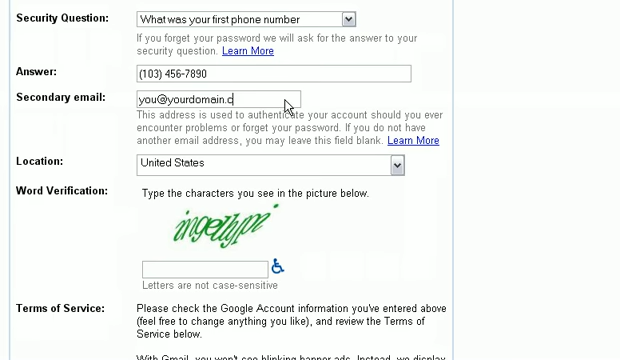 Security Question: What was your first phone number
If you forget your password we will ask for the answer to your
security question. Learn More
Answer: (103) 456-7890
Secondary email: you@yourdomain.c
This address is used to authenticate your account should you ever
encounter problems or forget your password. If you do not have
another email address, you may leave this field blank. Learn More
Location: United States
Word Verification: Type the characters you see in the picture below.
Letters are not case-sensitive
Terms of Service: Please check the Google Account information you've entered above
(feel free to change anything you like), and review the Terms of
Service below.
With Gmail, you won't see blinking banner ads. Instead, we display